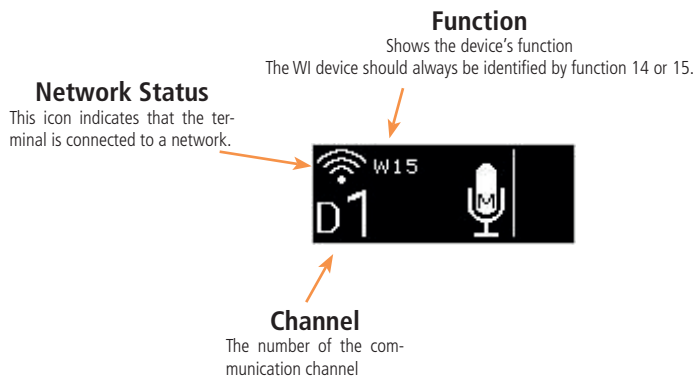 Function
Shows the device's function
The WI device should always be identified by function 14 or 15.
Network Status
This icon indicates that the ter-
minal is connected to a network.
W15
D1
M
Channel
The number of the com-
munication channel